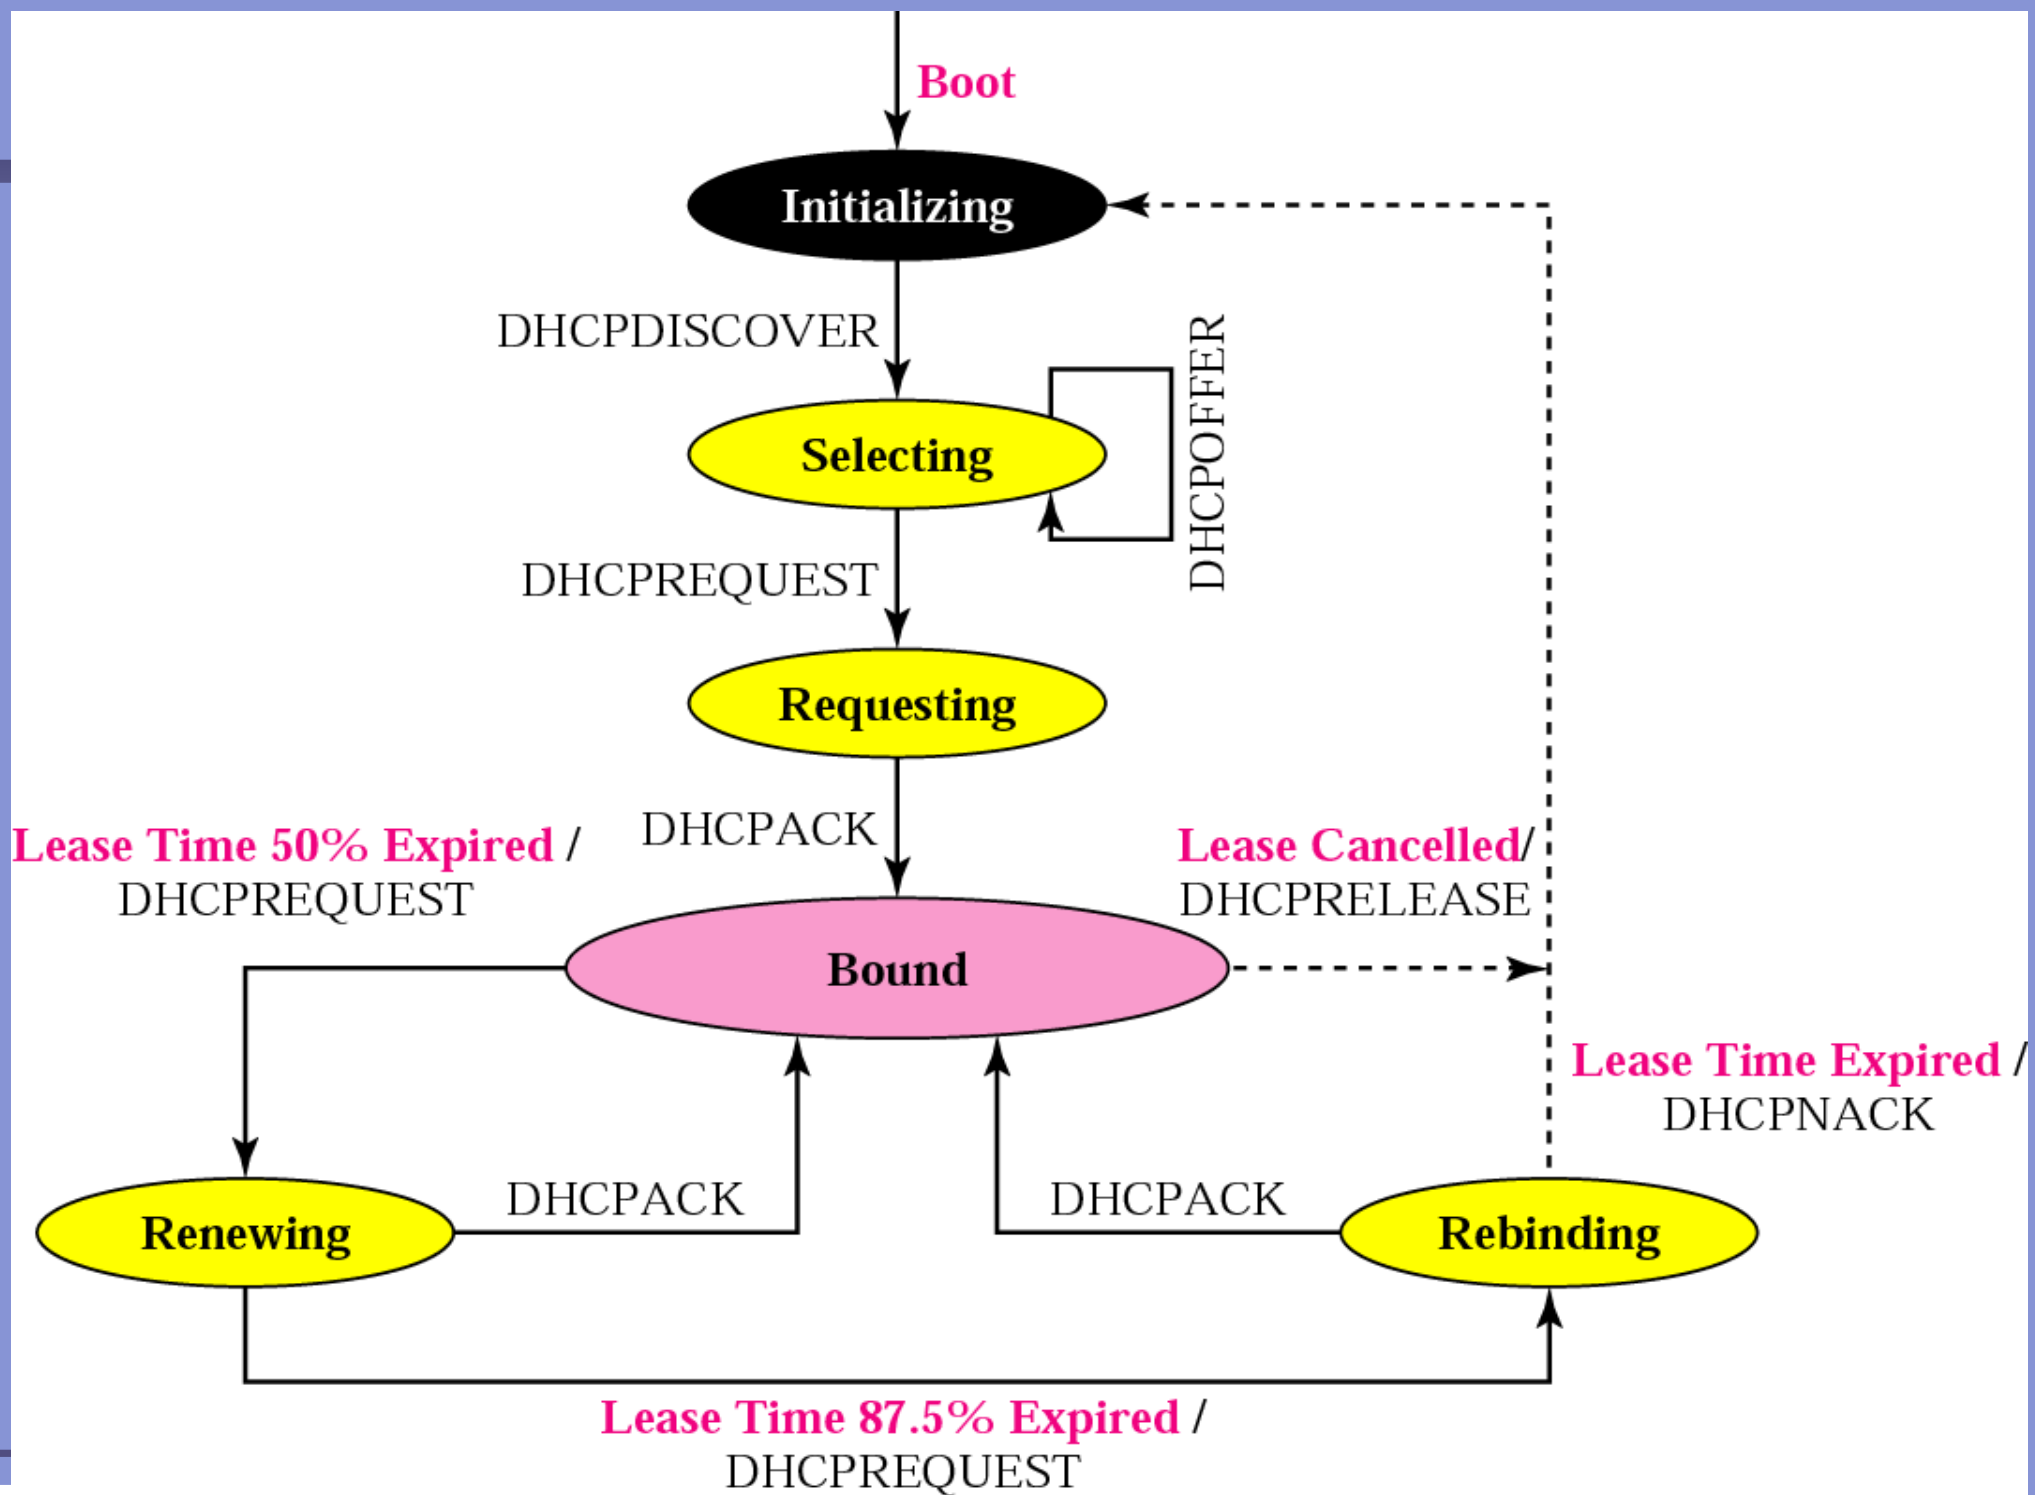 Boot
Initializing
DHCPDISCOVER
DHCPOFFER
Selecting
DHCPREQUEST
Requesting
DHCPACK
Lease Time 50% Expired /
DHCPREQUEST
Lease Cancelled/
DHCPRELEASE
Bound
Lease Time Expired /
DHCPNACK
DHCPACK
DHCPACK
Renewing
Rebinding
Lease Time 87.5% Expired /
DHCPREQUEST